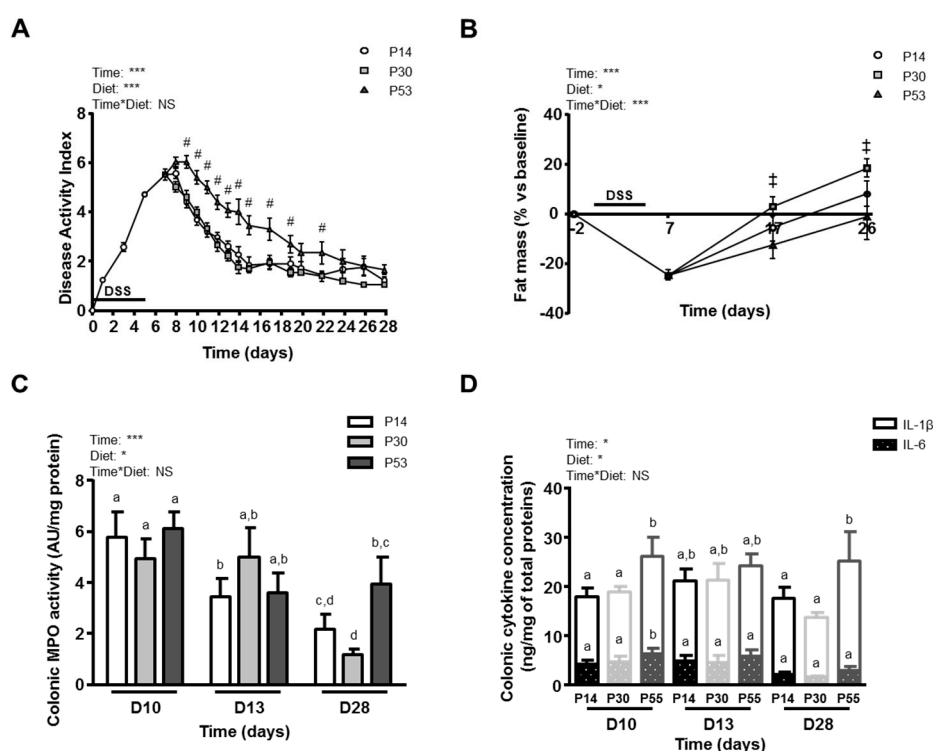 A
P14
P30
P53
Time: ***
Diet: ***
Time*Diet: NS
Disease Activity Index
8
6
4
2
0
# # # # # # # # # #
DSS
0 2 4 6 8 10 12 14 16 18 20 22 24 26 28
Time (days)
B
P14
P30
P53
Time: ***
Diet: *
Time*Diet: ***
Fat mass (% vs baseline)
40
20
0
-20
-40
DSS
‡ ‡
-2 7 17 26
Time (days)
C
P14
P30
P53
Time: ***
Diet: *
Time*Diet: NS
Colonic MPO activity (AU/mg protein)
8
6
4
2
0
a a a b a,b a,b c,d d b,c
D10 D13 D28
Time (days)
D
IL-1β
IL-6
Time: *
Diet: *
Time*Diet: NS
Colonic cytokine concentration
(ng/mg of total proteins)
40
30
20
10
0
a a b a,b a,b a,b a a b
a a b a a a a a a
P14 P30 P55 P14 P30 P55 P14 P30 P55
D10 D13 D28
Time (days)